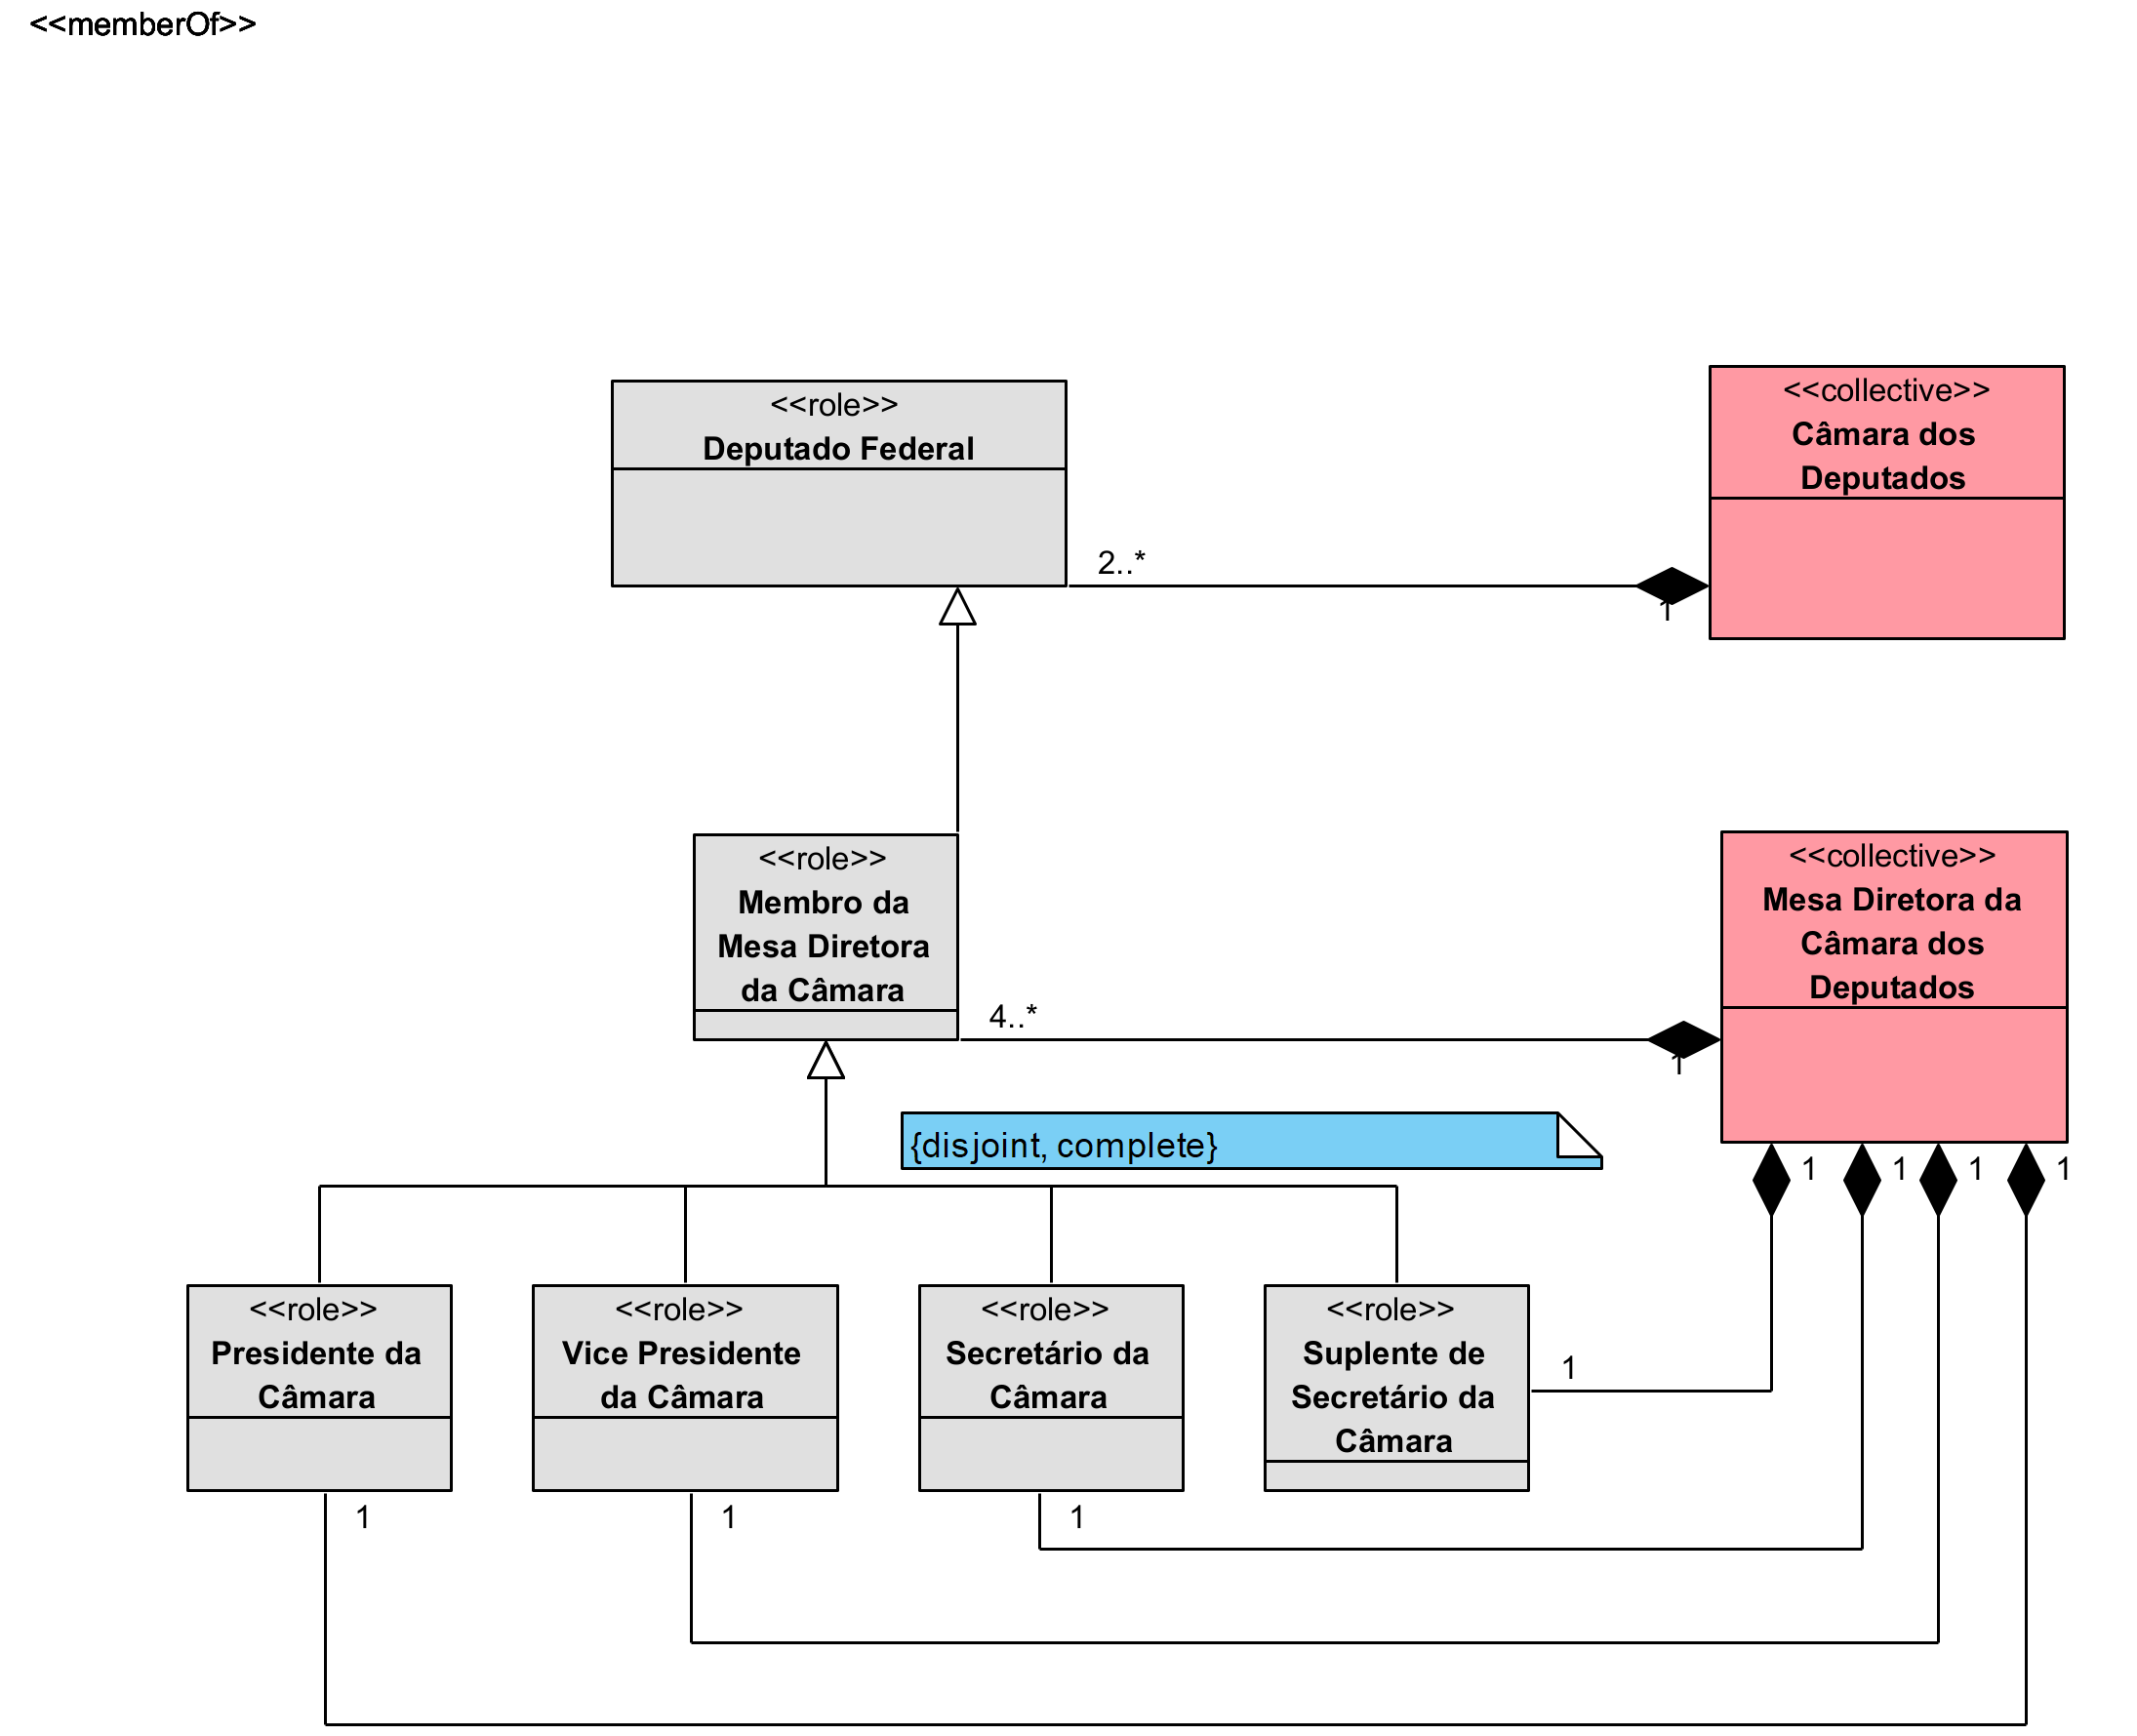 <<memberOf>>
<<role>>
Deputado Federal
<<collective>>
Câmara dos
Deputados
2..*
1
<<role>>
Membro da
Mesa Diretora
da Câmara
<<collective>>
Mesa Diretora da
Câmara dos
Deputados
4..*
1
{disjoint, complete}
1
1
1
1
<<role>>
Presidente da
Câmara
<<role>>
Vice Presidente
da Câmara
<<role>>
Secretário da
Câmara
<<role>>
Suplente de
Secretário da
Câmara
1
1
1
1